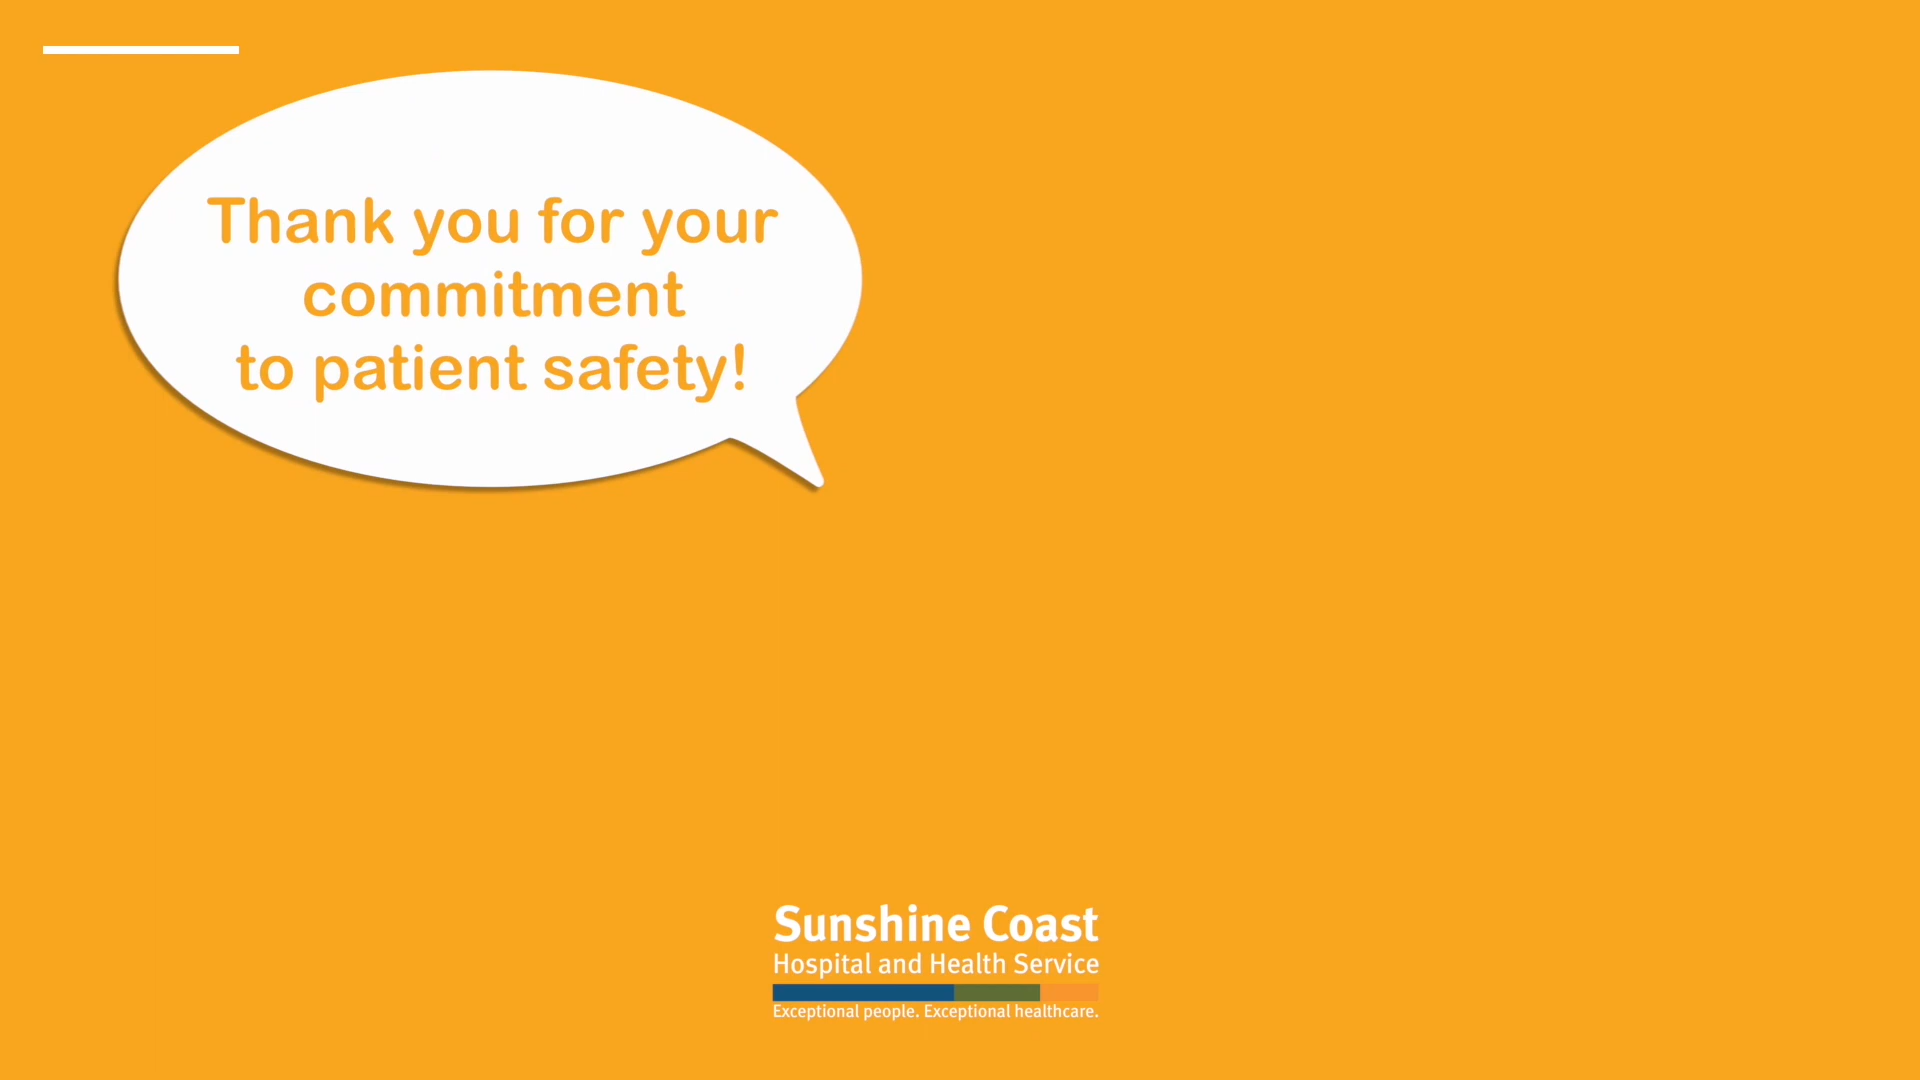 Thank you for your
commitment
to patient safety!
Sunshine Coast
Hospital and Health Service
Exceptional people. Exceptional healthcare.